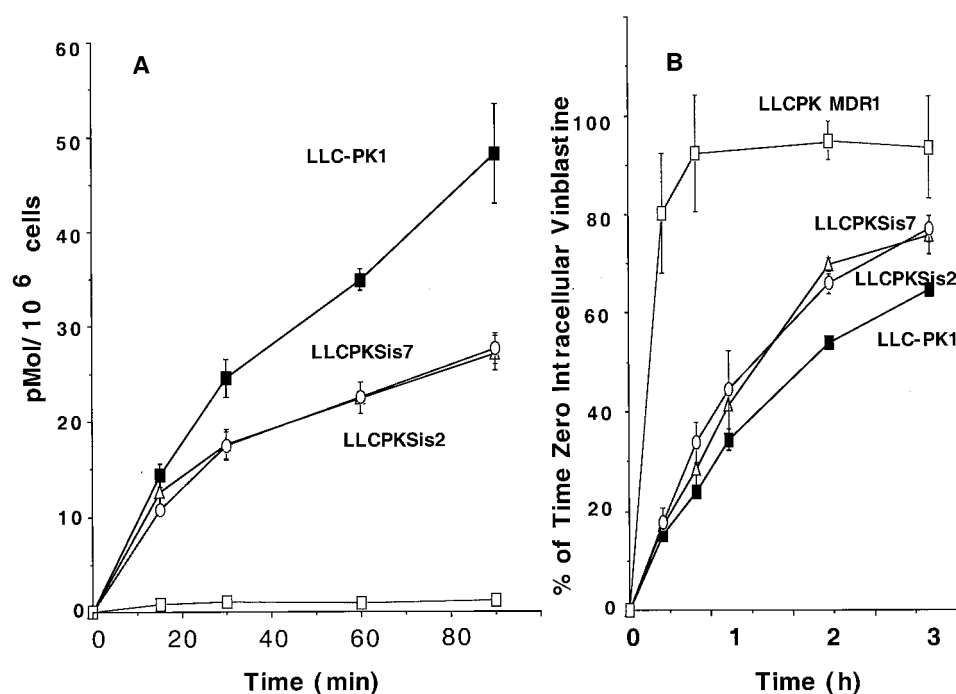 A
60
50
40
30
20
10
0
pMol/10 6 cells
LLC-PK1
LLCPKSis7
LLCPKSis2
0 20 40 60 80
Time (min)
B
100
80
60
40
20
0
% of Time Zero Intracellular Vinblastine
LLCPK MDR1
LLCPKSis7
LLCPKSis2
LLC-PK1
0 1 2 3
Time (h)